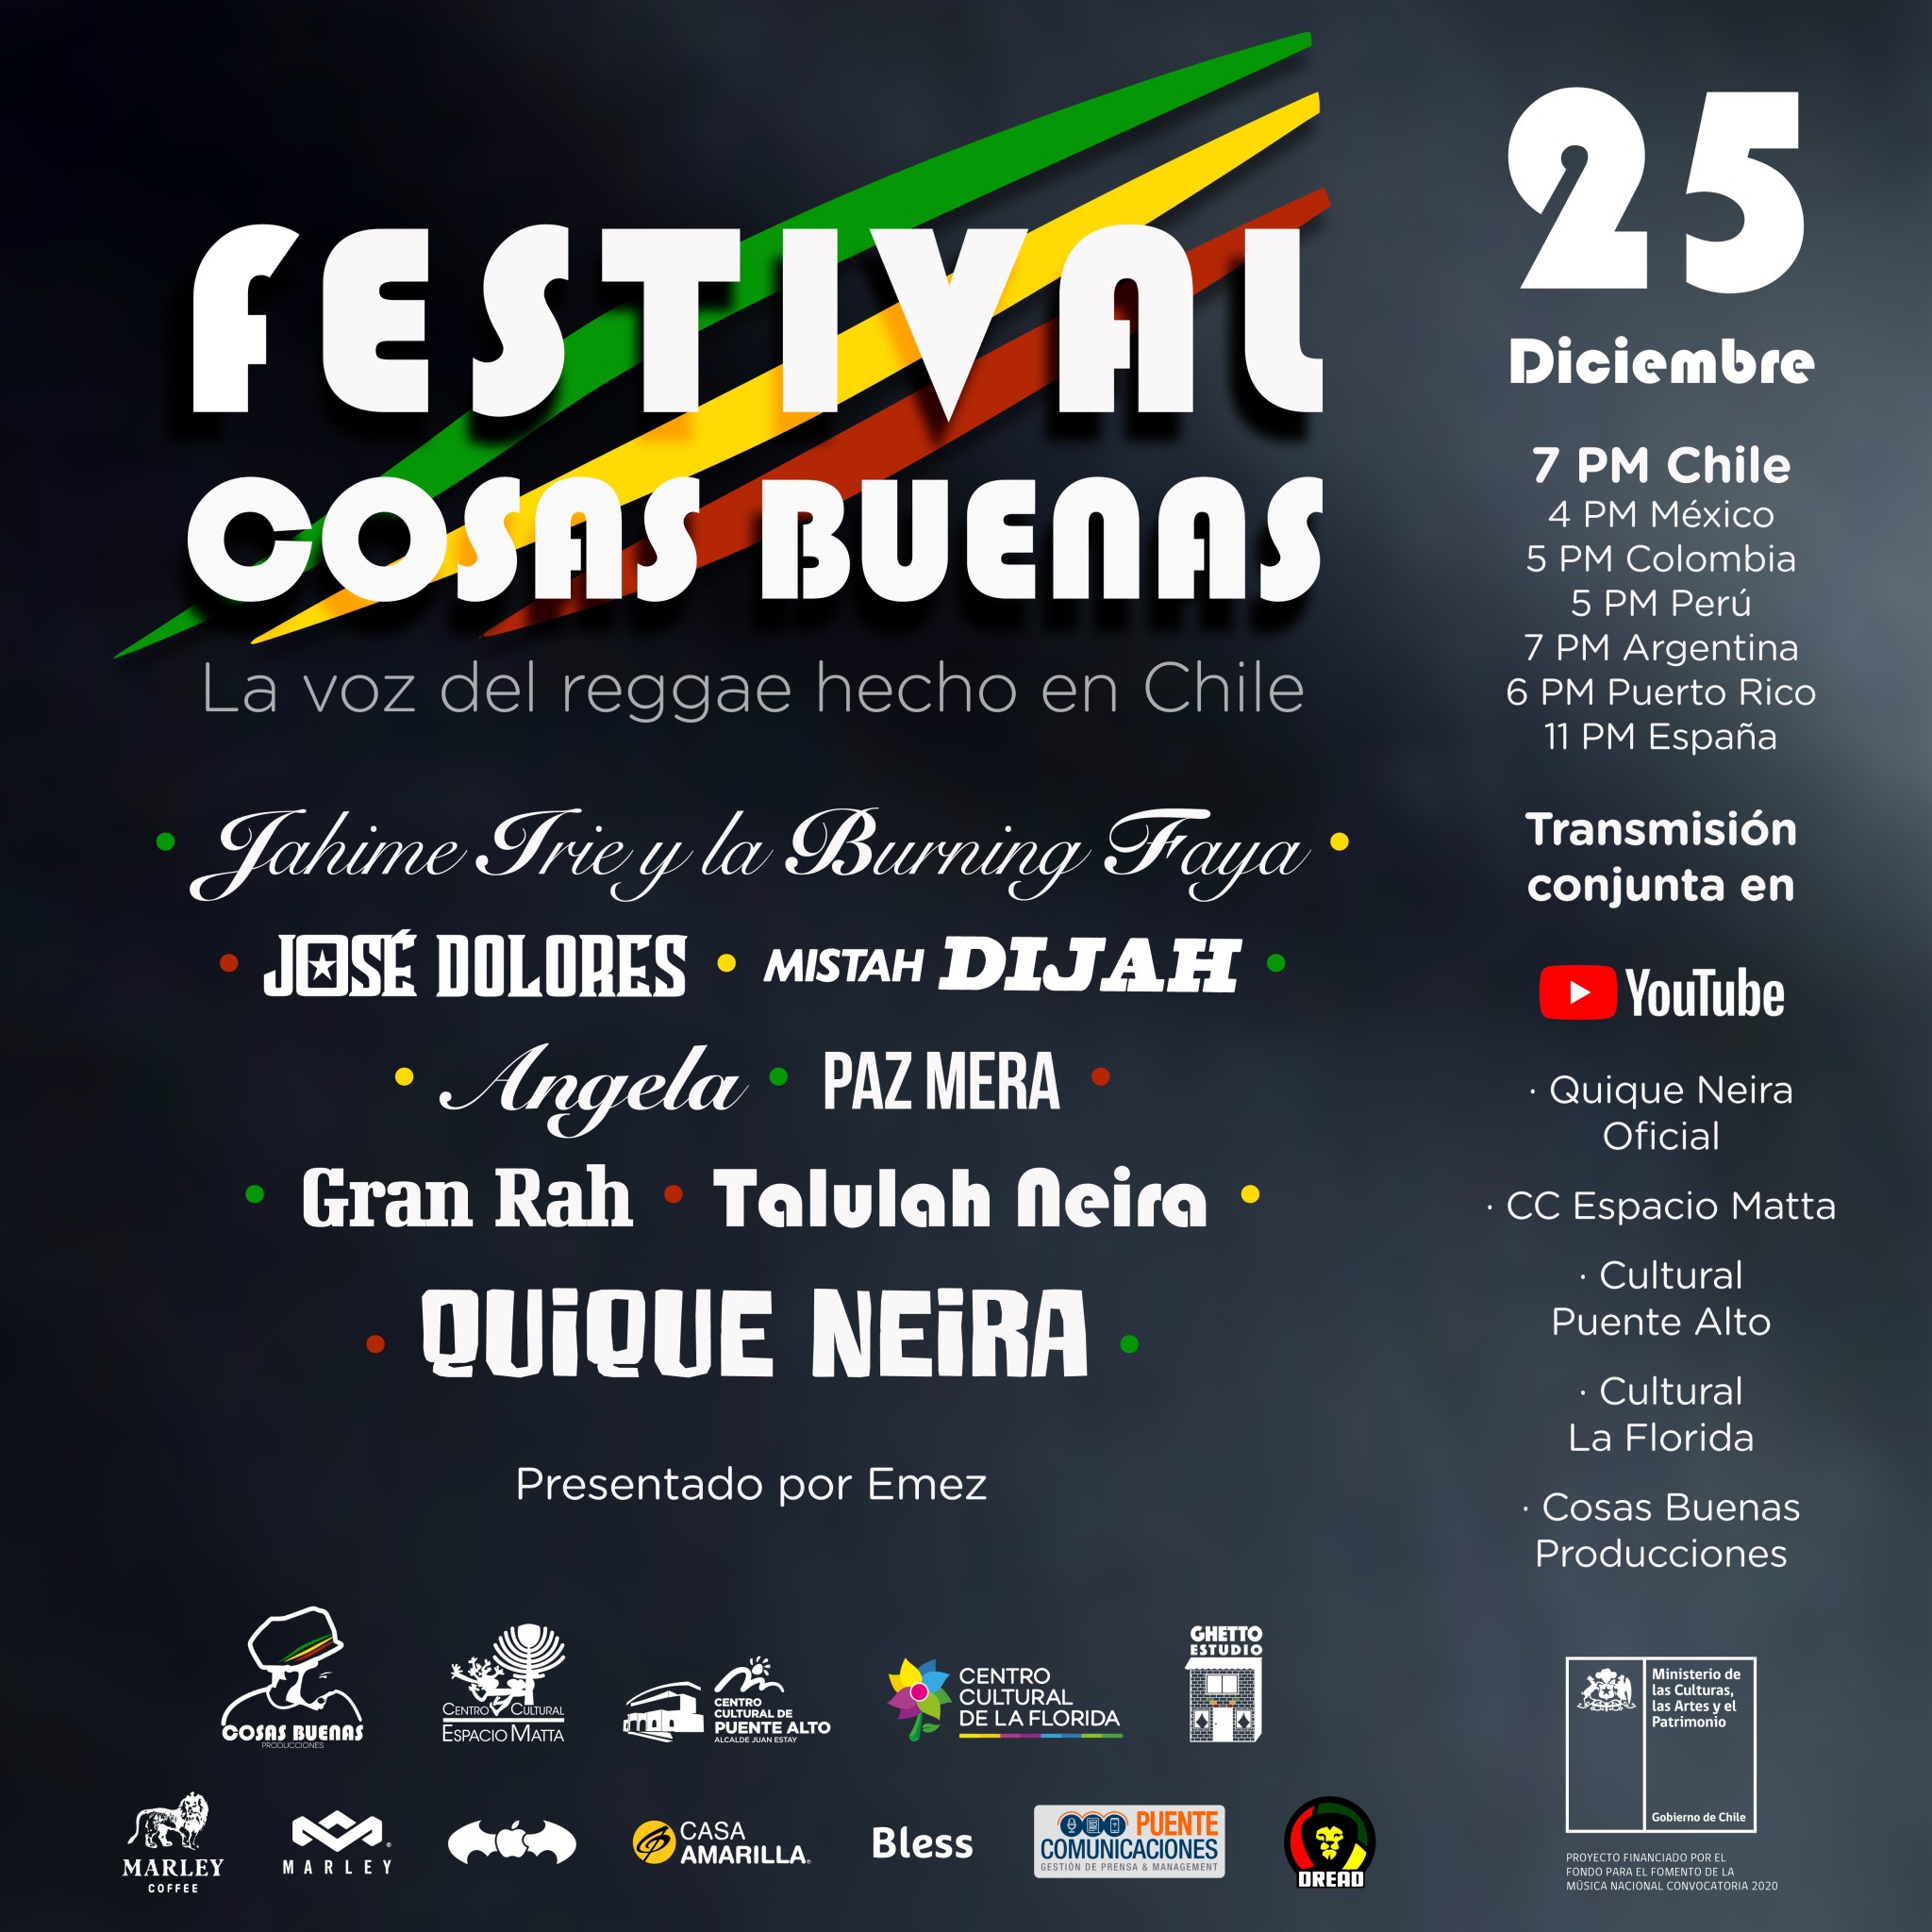 FESTIVAL
COSAS BUENAS
La voz del reggae hecho en Chile
Jahime Irie y la Burning Faya
JOSÉ DOLORES • MISTAH DIJAH
Angela • PAZ MERA
Gran Rah • Talulah Neira
QUIQUE NEIRA
Presentado por Emez
25
Diciembre
7 PM Chile
4 PM México
5 PM Colombia
5 PM Perú
7 PM Argentina
6 PM Puerto Rico
11 PM España
Transmisión
conjunta en
YouTube
· Quique Neira
Oficial
· CC Espacio Matta
· Cultural
Puente Alto
· Cultural
La Florida
· Cosas Buenas
Producciones
COSAS BUENAS
PRODUCCIONES
CENTRO CULTURAL
ESPACIO MATTA
CENTRO
CULTURAL DE
PUENTE ALTO
ALCALDE JUAN ESTAY
CENTRO
CULTURAL
DE LA FLORIDA
GHETTO
ESTUDIO
MARLEY
COFFEE
MARLEY
CASA
AMARILLA
Bless
PUENTE
COMUNICACIONES
GESTIÓN DE PRENSA & MANAGEMENT
DREAD
Ministerio de
las Culturas,
las Artes y el
Patrimonio
Gobierno de Chile
PROYECTO FINANCIADO POR EL
FONDO PARA EL FOMENTO DE LA
MÚSICA NACIONAL CONVOCATORIA 2020